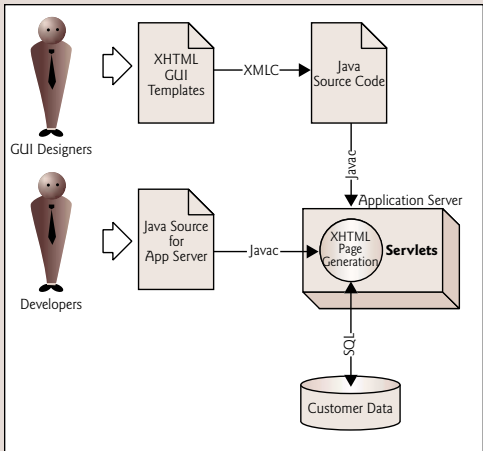 XHTML
GUI
Templates
XMLC
Java
Source Code
GUI Designers
Javac
Application Server
Java Source
for
App Server
Javac
XHTML
Page
Generation
Servlets
Developers
SQL
Customer Data